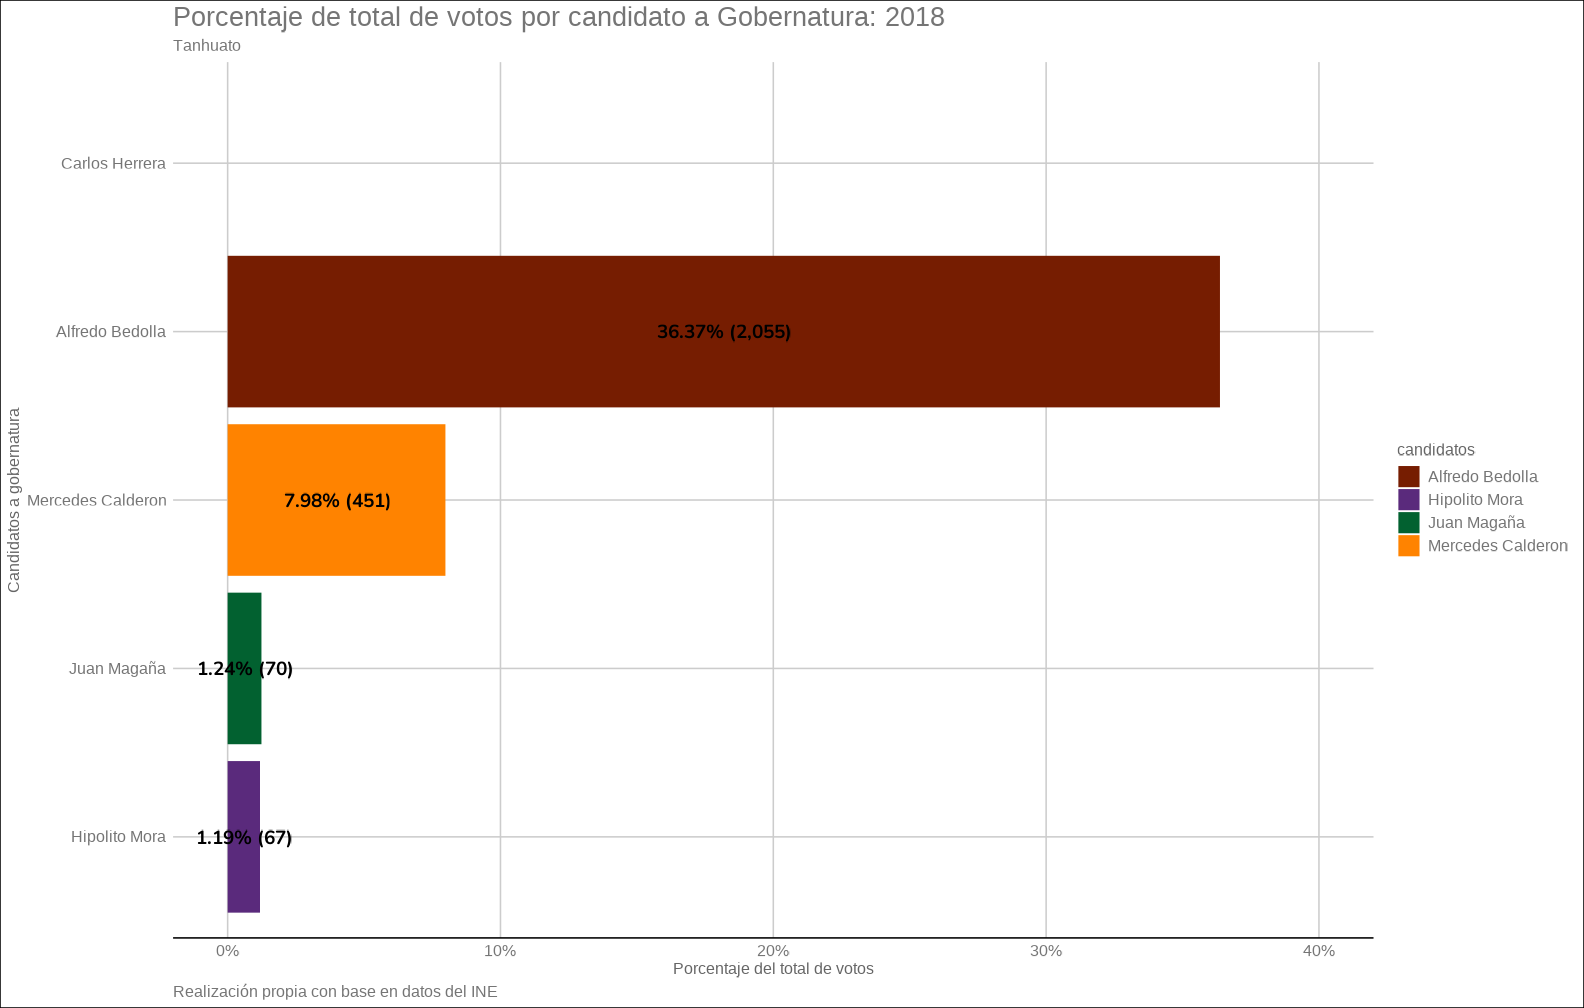 Porcentaje de total de votos por candidato a Gobernatura: 2018
Tanhuato
Candidatos a gobernatura
Carlos Herrera
Alfredo Bedolla
36.37% (2,055)
Mercedes Calderon
7.98% (451)
Juan Magaña
1.24% (70)
Hipolito Mora
1.19% (67)
0% 10% 20% 30% 40%
Porcentaje del total de votos
candidatos
Alfredo Bedolla
Hipolito Mora
Juan Magaña
Mercedes Calderon
Realización propia con base en datos del INE